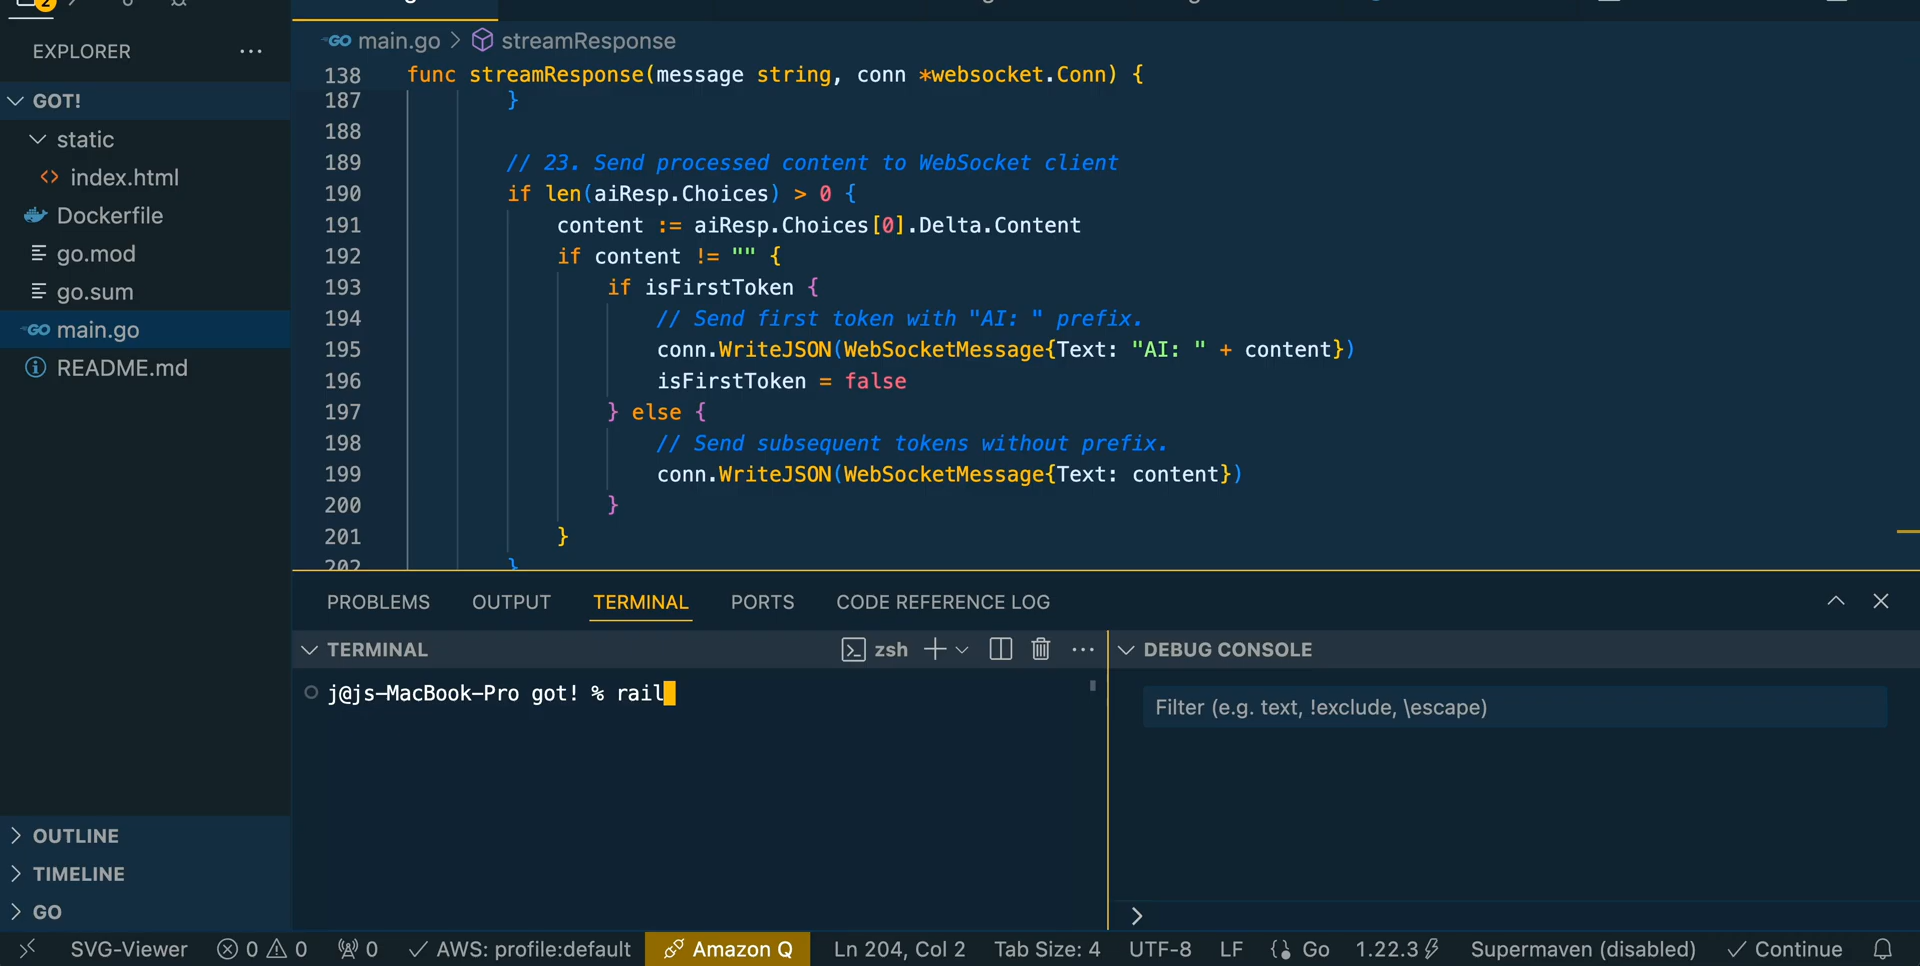 2
EXPLORER ...
GOT!
static
<> index.html
Dockerfile
go.mod
go.sum
GO main.go
README.md
OUTLINE
TIMELINE
GO
GO main.go > streamResponse
138 func streamResponse(message string, conn *websocket.Conn) {
187 }
188
189 // 23. Send processed content to WebSocket client
190 if len(aiResp.Choices) > 0 {
191 content := aiResp.Choices[0].Delta.Content
192 if content != "" {
193 if isFirstToken {
194 // Send first token with "AI: " prefix.
195 conn.WriteJSON(WebSocketMessage{Text: "AI: " + content})
196 isFirstToken = false
197 } else {
198 // Send subsequent tokens without prefix.
199 conn.WriteJSON(WebSocketMessage{Text: content})
200 }
201 }
202 }
PROBLEMS OUTPUT TERMINAL PORTS CODE REFERENCE LOG
TERMINAL zsh ...
j@js-MacBook-Pro got! % rail
DEBUG CONSOLE
Filter (e.g. text, !exclude, \escape)
>
SVG-Viewer 0 0 0 AWS: profile:default Amazon Q Ln 204, Col 2 Tab Size: 4 UTF-8 LF Go 1.22.3 Supermaven (disabled) Continue